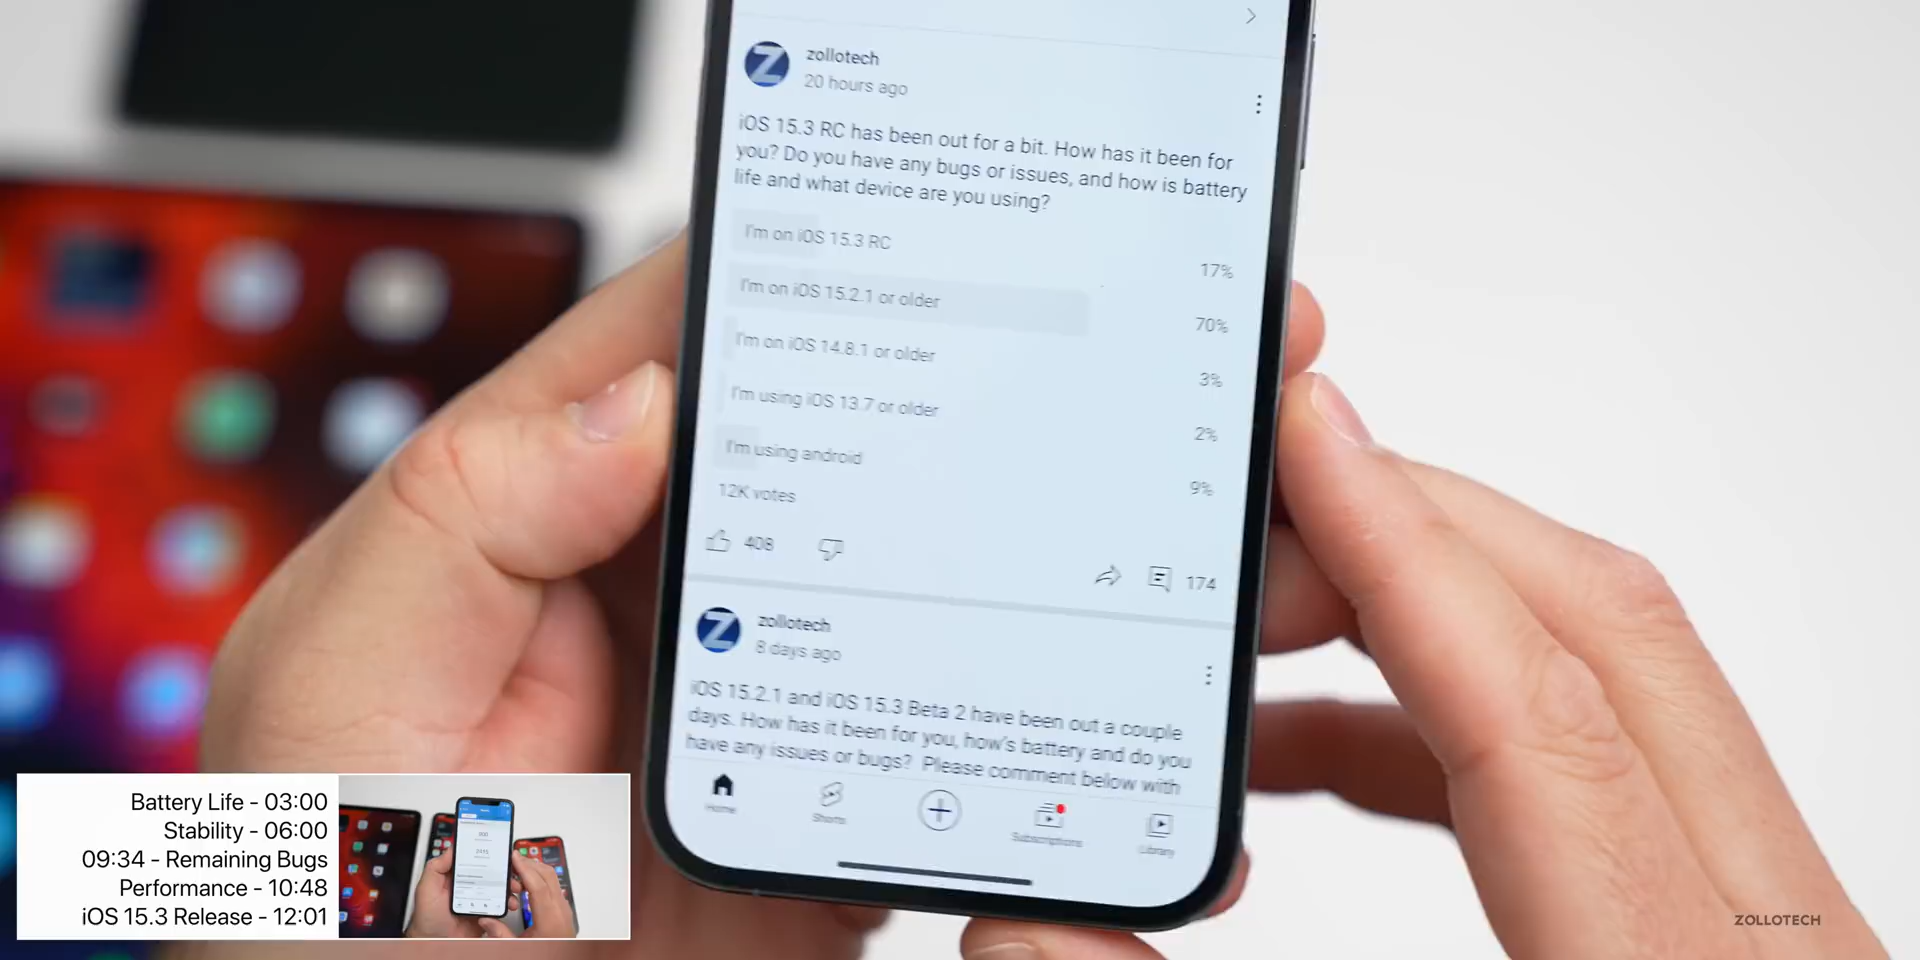 zollotech
20 hours ago
iOS 15.3 RC has been out for a bit. How has it been for
you? Do you have any bugs or issues, and how is battery
life and what device are you using?
I'm on iOS 15.3 RC
17%
I'm on iOS 15.2.1 or older
70%
I'm on iOS 14.8.1 or older
3%
I'm using iOS 13.7 or older
2%
I'm using android
9%
12K votes
408
174
zollotech
8 days ago
iOS 15.2.1 and iOS 15.3 Beta 2 have been out a couple
days. How has it been for you, how's battery and do you
have any issues or bugs? Please comment below with
Home
Shorts
Subscriptions
Library
Battery Life - 03:00
Stability - 06:00
09:34 - Remaining Bugs
Performance - 10:48
iOS 15.3 Release - 12:01
ZOLLOTECH